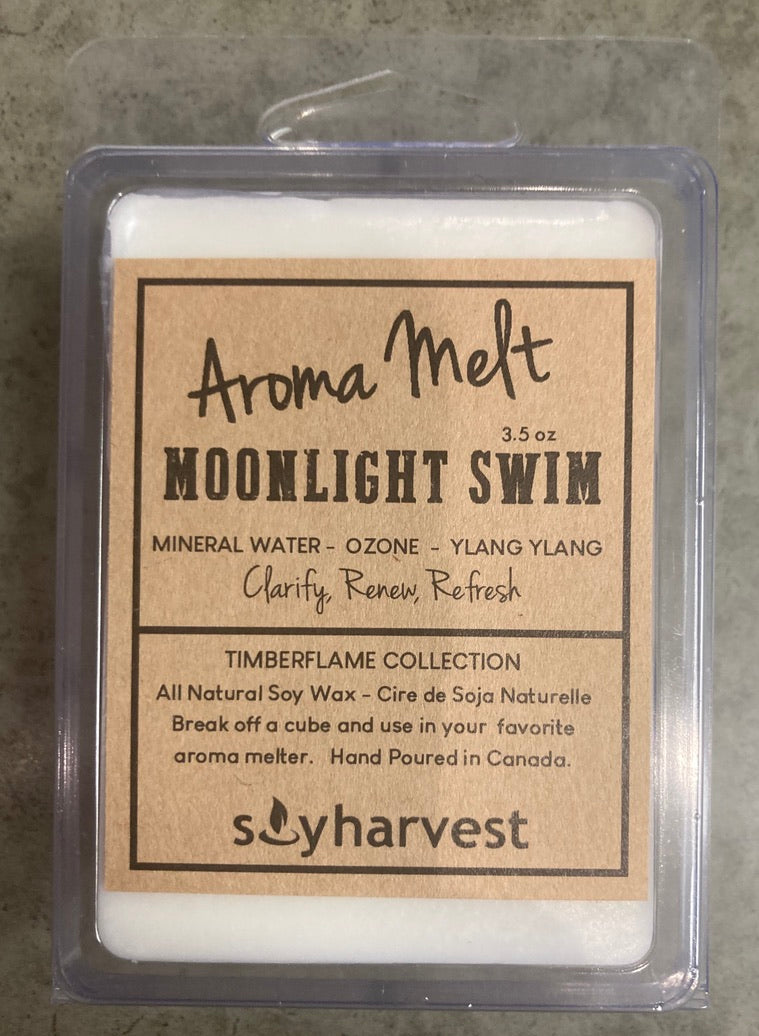 Aroma Melt
3.5 oz
MOONLIGHT SWIM
MINERAL WATER - OZONE - YLANG YLANG
Clarify, Renew, Refresh
TIMBERFLAME COLLECTION
All Natural Soy Wax - Cire de Soja Naturelle
Break off a cube and use in your favorite
aroma melter. Hand Poured in Canada.
soyharvest